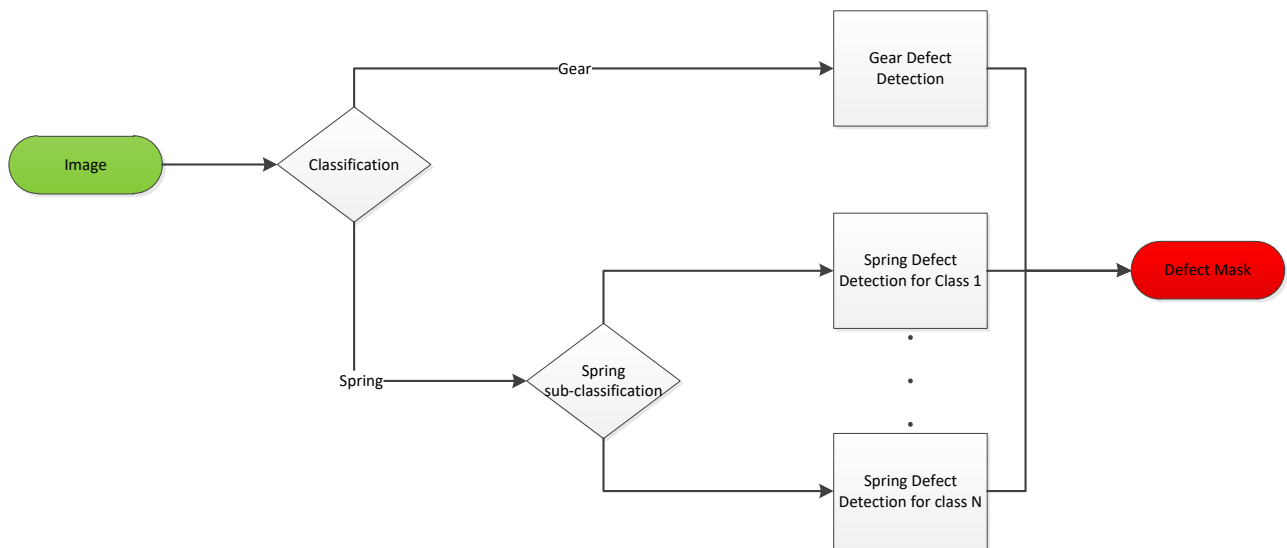 Gear
Gear Defect
Detection
Image
Classification
Spring Defect
Detection for Class 1
Defect Mask
Spring
Spring
sub-classification
Spring Defect
Detection for class N